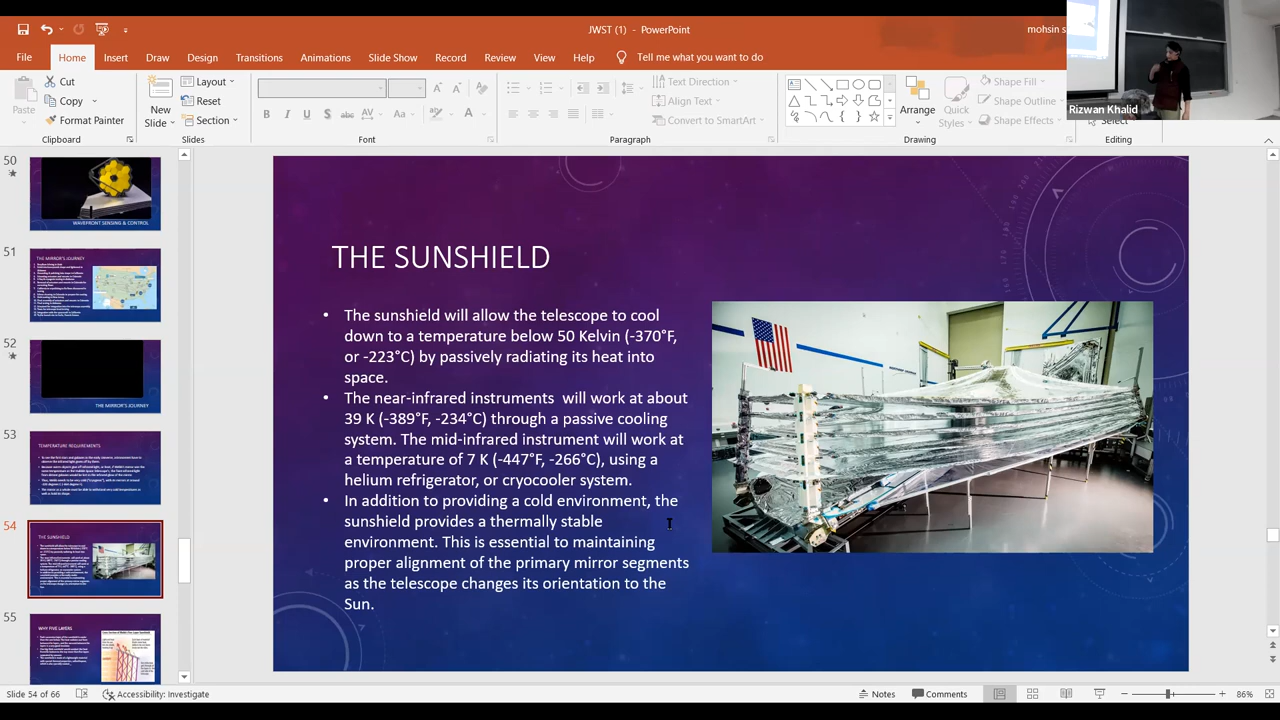 JWST (1) - PowerPoint
mohsin s
File Home Insert Draw Design Transitions Animations Slide Show Record Review View Help Tell me what you want to do
Paste
Cut
Copy
Format Painter
Clipboard
New
Slide
Layout
Reset
Section
Slides
B I U S ab AV Aa A
Font
Text Direction
Align Text
Convert to SmartArt
Paragraph
Arrange
Quick
Styles
Shape Fill
Shape Outline
Shape Effects
Drawing
Select
Editing
Rizwan Khalid
50
WAVEFRONT SENSING & CONTROL
51
THE MIRROR'S JOURNEY
52
THE MIRROR'S JOURNEY
53
TEMPERATURE REQUIREMENTS
54
THE SUNSHIELD
55
WHY FIVE LAYERS
THE SUNSHIELD
• The sunshield will allow the telescope to cool
down to a temperature below 50 Kelvin (-370°F,
or -223°C) by passively radiating its heat into
space.
• The near-infrared instruments will work at about
39 K (-389°F, -234°C) through a passive cooling
system. The mid-infrared instrument will work at
a temperature of 7 K (-447°F, -266°C), using a
helium refrigerator, or cryocooler system.
• In addition to providing a cold environment, the
sunshield provides a thermally stable
environment. This is essential to maintaining
proper alignment of the primary mirror segments
as the telescope changes its orientation to the
Sun.
Slide 54 of 66 Accessibility: Investigate Notes Comments 86%